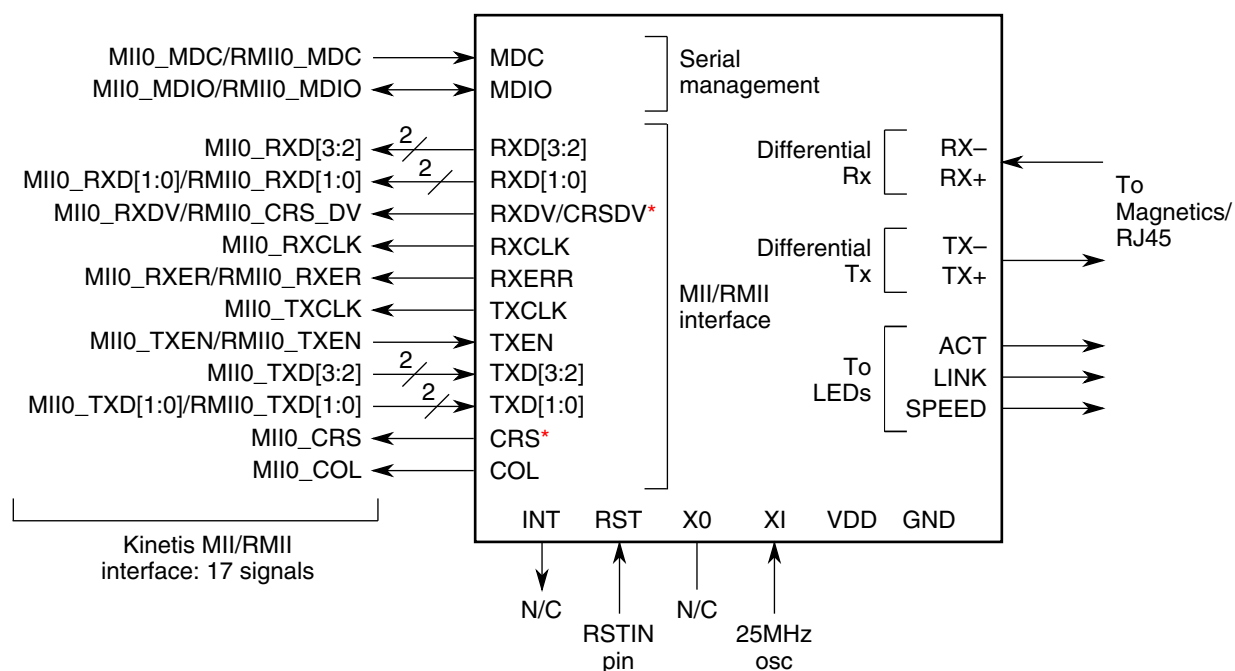 MII0_MDC/RMII0_MDC
MII0_MDIO/RMII0_MDIO
MII0_RXD[3:2]
MII0_RXD[1:0]/RMII0_RXD[1:0]
MII0_RXDV/RMII0_CRS_DV
MII0_RXCLK
MII0_RXER/RMII0_RXER
MII0_TXCLK
MII0_TXEN/RMII0_TXEN
MII0_TXD[3:2]
MII0_TXD[1:0]/RMII0_TXD[1:0]
MII0_CRS
MII0_COL
Kinetis MII/RMII
interface: 17 signals
2
2
2
2
MDC
MDIO
RXD[3:2]
RXD[1:0]
RXDV/CRSDV*
RXCLK
RXERR
TXCLK
TXEN
TXD[3:2]
TXD[1:0]
CRS*
COL
Serial
management
MII/RMII
interface
Differential
Rx
RX–
RX+
Differential
Tx
TX–
TX+
To
LEDs
ACT
LINK
SPEED
To
Magnetics/
RJ45
INT RST X0 XI VDD GND
N/C
RSTIN
pin
N/C
25MHz
osc